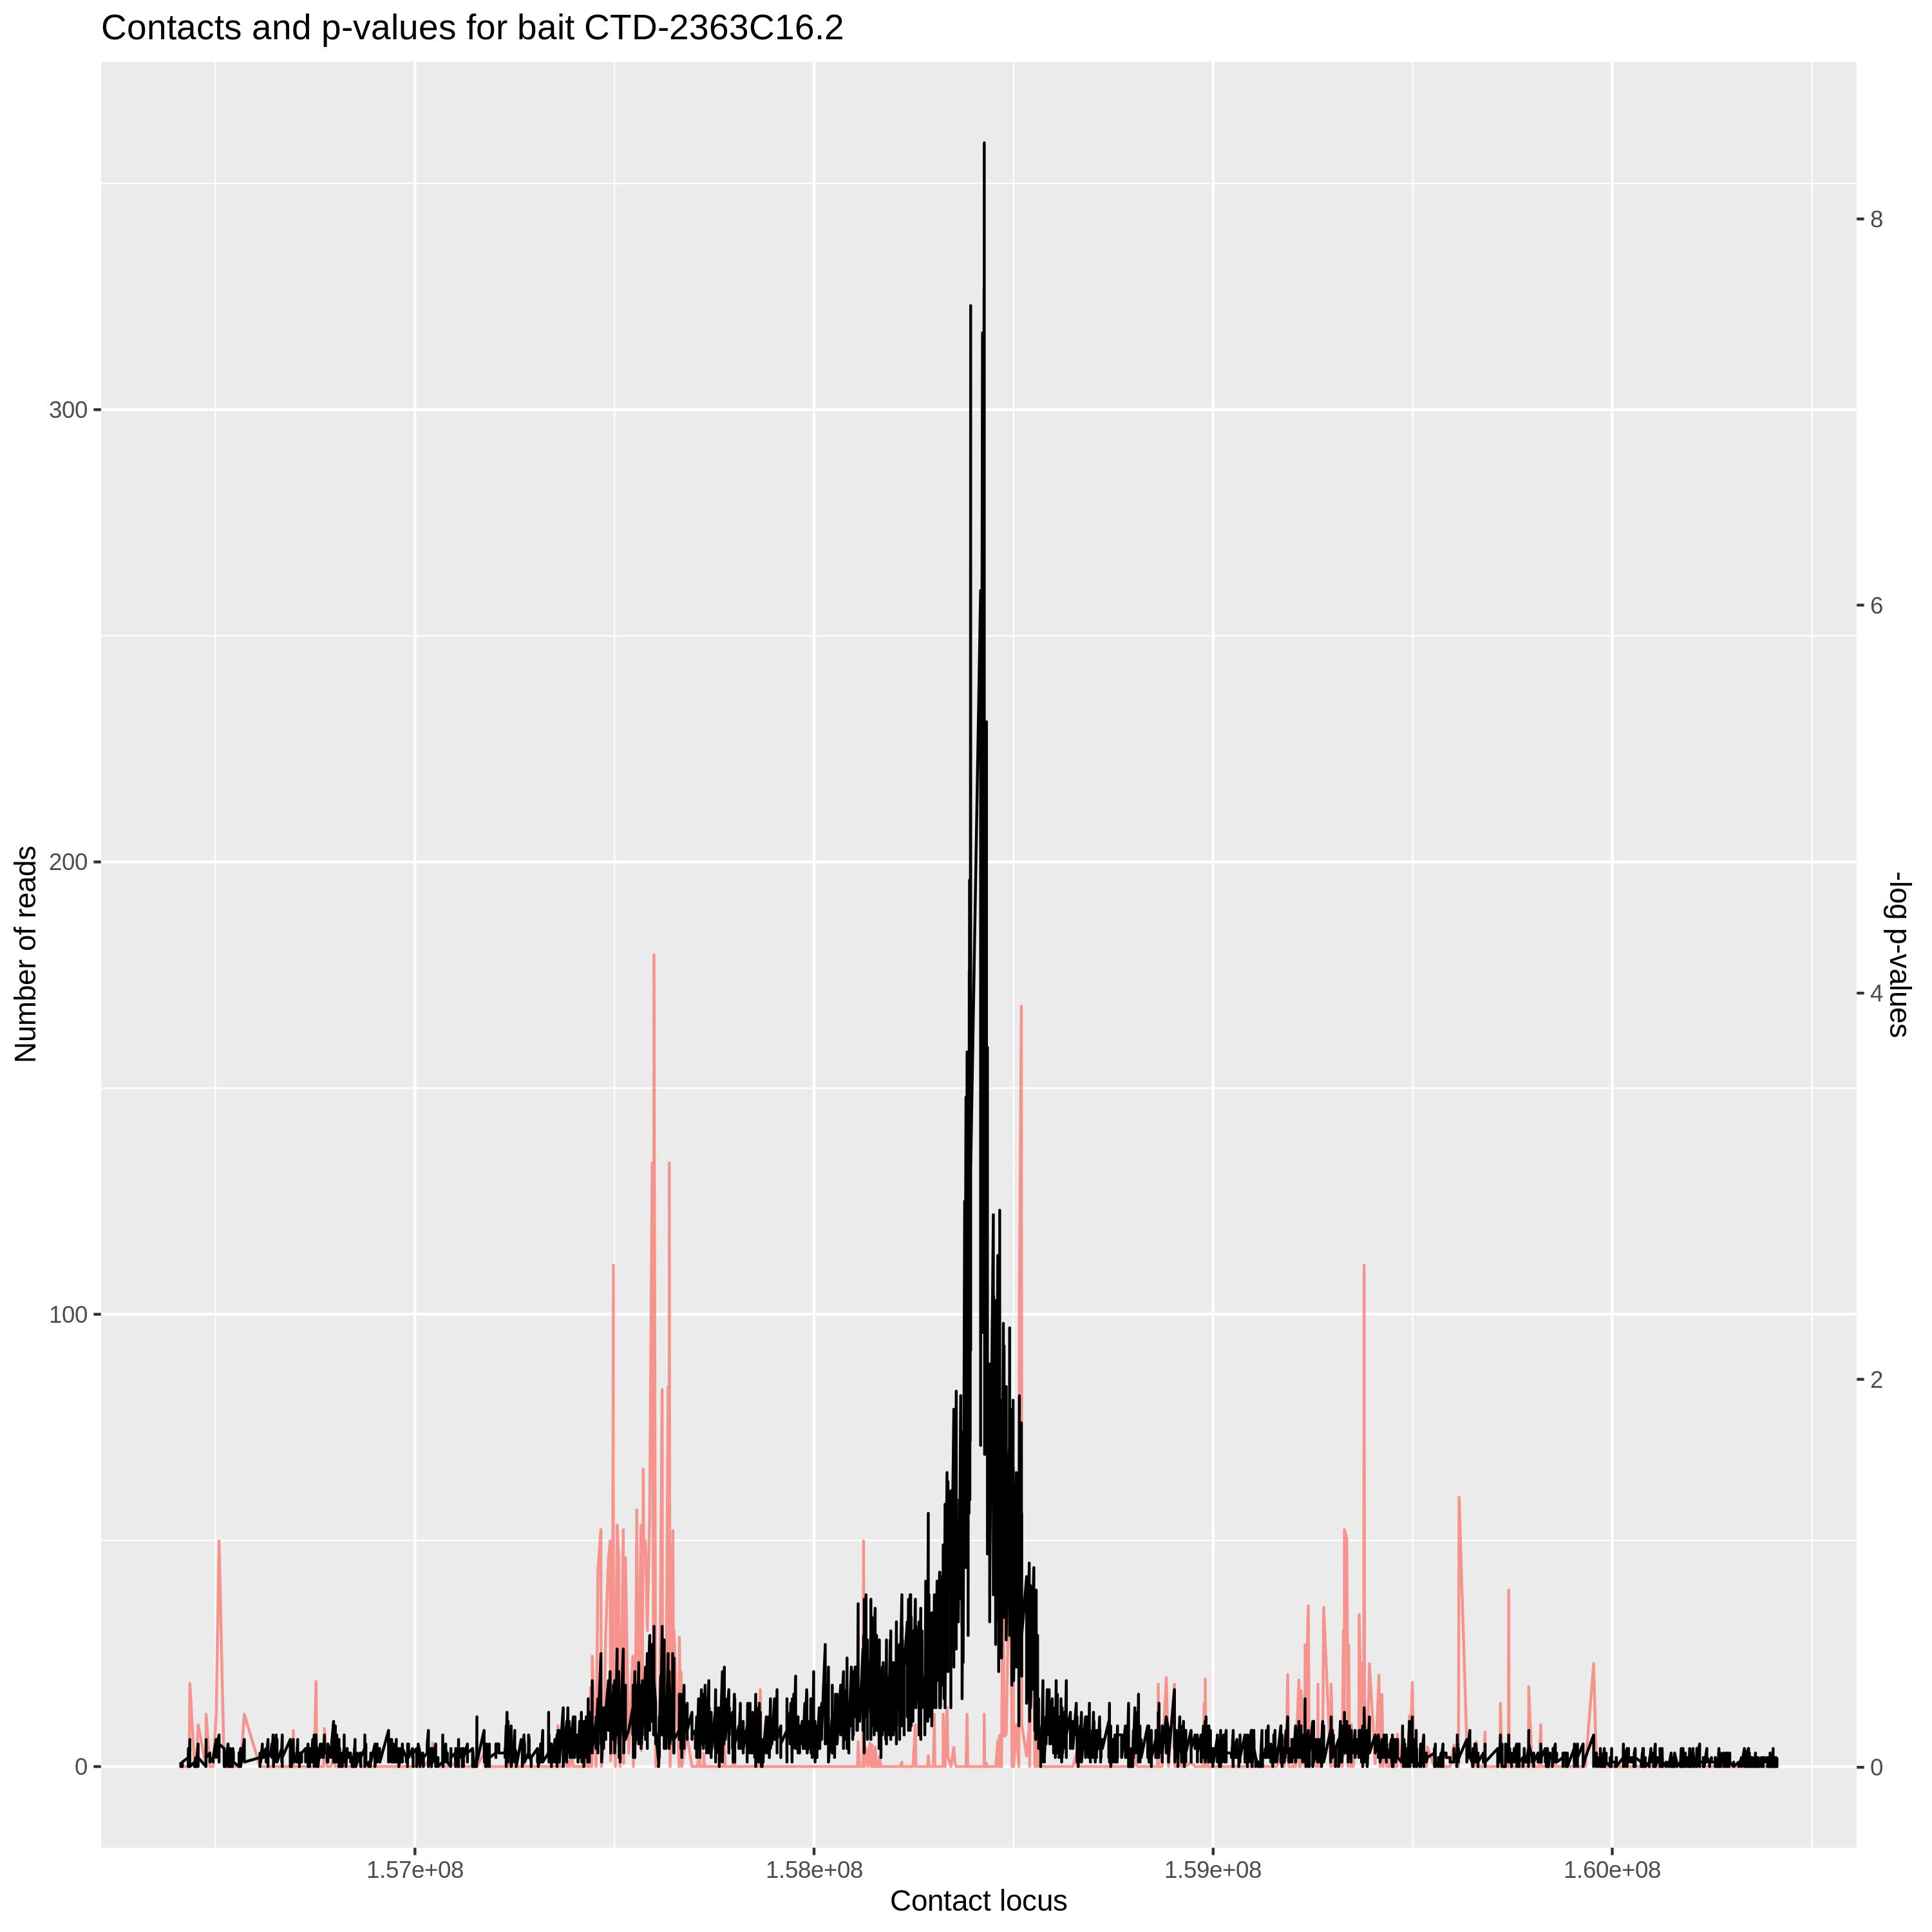 Contacts and p-values for bait CTD-2363C16.2
Number of reads
300
200
100
0
8
6
4
2
0
-log p-values
1.57e+08 1.58e+08 1.59e+08 1.60e+08
Contact locus